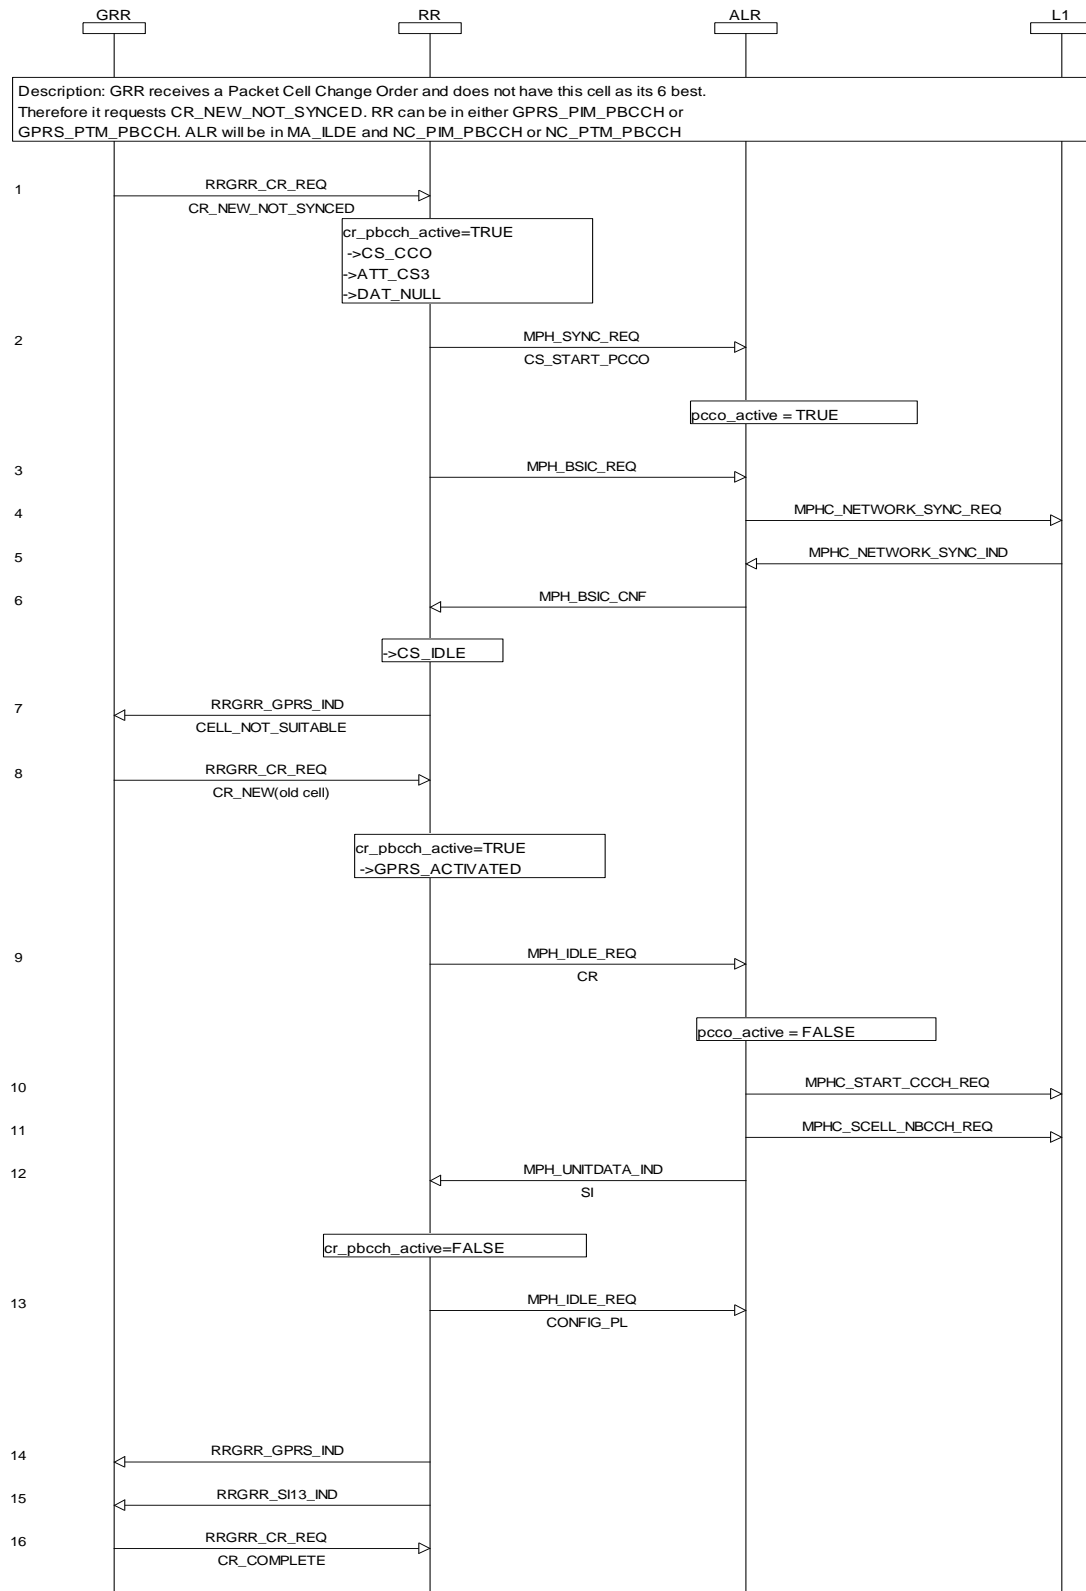 GRR RR ALR L1
Description: GRR receives a Packet Cell Change Order and does not have this cell as its 6 best.
Therefore it requests CR_NEW_NOT_SYNCED. RR can be in either GPRS_PIM_PBCCH or
GPRS_PTM_PBCCH. ALR will be in MA_ILDE and NC_PIM_PBCCH or NC_PTM_PBCCH
1 RRGRR_CR_REQ
CR_NEW_NOT_SYNCED
cr_pbcch_active=TRUE
->CS_CCO
->ATT_CS3
->DAT_NULL
2 MPH_SYNC_REQ
CS_START_PCCO
pcco_active = TRUE
3 MPH_BSIC_REQ
4 MPHC_NETWORK_SYNC_REQ
5 MPHC_NETWORK_SYNC_IND
6 MPH_BSIC_CNF
->CS_IDLE
7 RRGRR_GPRS_IND
CELL_NOT_SUITABLE
8 RRGRR_CR_REQ
CR_NEW(old cell)
cr_pbcch_active=TRUE
->GPRS_ACTIVATED
9 MPH_IDLE_REQ
CR
pcco_active = FALSE
10 MPHC_START_CCCH_REQ
11 MPHC_SCELL_NBCCH_REQ
12 MPH_UNITDATA_IND
SI
cr_pbcch_active=FALSE
13 MPH_IDLE_REQ
CONFIG_PL
14 RRGRR_GPRS_IND
15 RRGRR_SI13_IND
16 RRGRR_CR_REQ
CR_COMPLETE